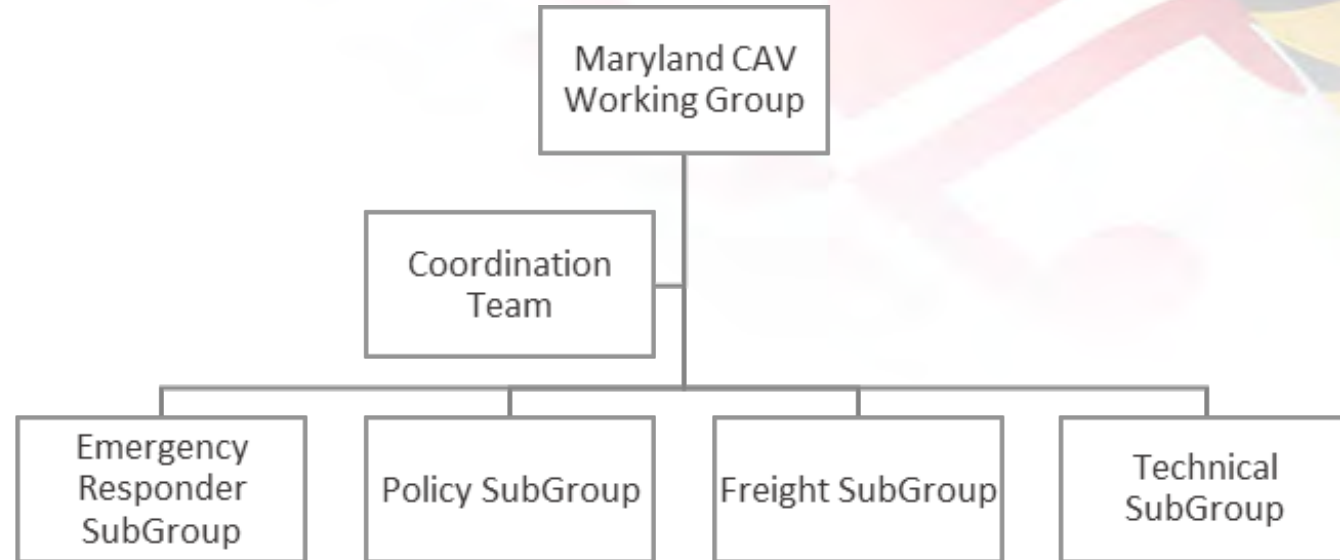 Maryland CAV
Working Group
Coordination
Team
Emergency
Responder
SubGroup
Policy SubGroup
Freight SubGroup
Technical
SubGroup